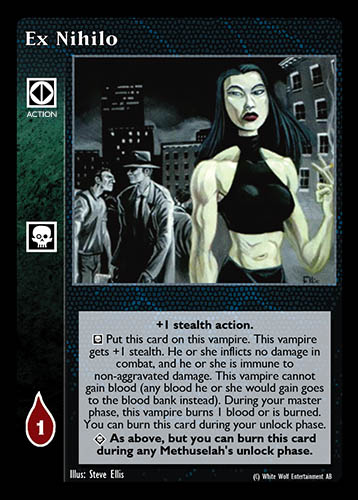 Ex Nihilo
ACTION
+1 stealth action.
Put this card on this vampire. This vampire
gets +1 stealth. He or she inflicts no damage in
combat, and he or she is immune to
non-aggravated damage. This vampire cannot
gain blood (any blood he or she would gain goes
to the blood bank instead). During your master
phase, this vampire burns 1 blood or is burned.
You can burn this card during your unlock phase.
As above, but you can burn this card
during any Methuselah's unlock phase.
1
Ellis
Illus: Steve Ellis
(C) White Wolf Entertainment AB